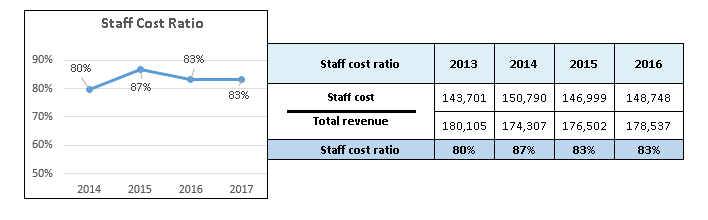 Staff Cost Ratio
90%
80%
70%
60%
50%
80%
87%
83%
83%
2014 2015 2016 2017
Staff cost ratio 2013 2014 2015 2016
Staff cost 143,701 150,790 146,999 148,748
Total revenue 180,105 174,307 176,502 178,537
Staff cost ratio 80% 87% 83% 83%